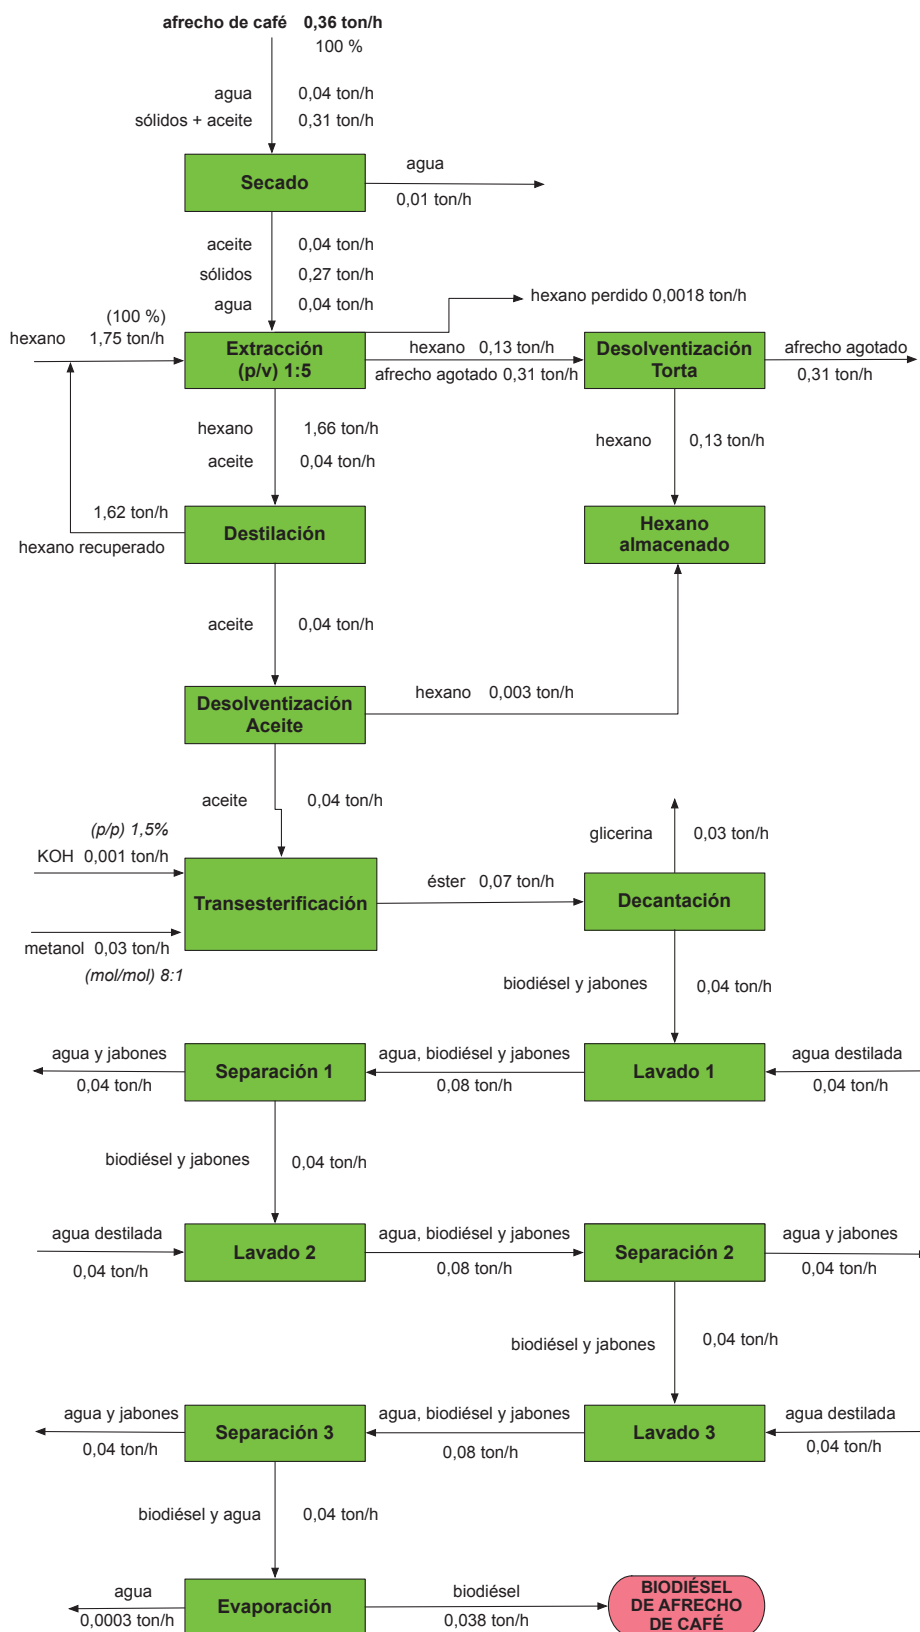 afrecho de café 0,36 ton/h
100 %
agua 0,04 ton/h
sólidos + aceite 0,31 ton/h
Secado
agua
0,01 ton/h
aceite 0,04 ton/h
sólidos 0,27 ton/h
agua 0,04 ton/h
hexano perdido 0,0018 ton/h
(100 %)
hexano 1,75 ton/h
Extracción
(p/v) 1:5
hexano 0,13 ton/h
afrecho agotado 0,31 ton/h
Desolventización
Torta
afrecho agotado
0,31 ton/h
hexano 1,66 ton/h
aceite 0,04 ton/h
hexano 0,13 ton/h
1,62 ton/h
hexano recuperado
Destilación
Hexano
almacenado
aceite 0,04 ton/h
Desolventización
Aceite
hexano 0,003 ton/h
aceite 0,04 ton/h
(p/p) 1,5%
KOH 0,001 ton/h
metanol 0,03 ton/h
(mol/mol) 8:1
Transesterificación
éster 0,07 ton/h
glicerina 0,03 ton/h
Decantación
biodiésel y jabones 0,04 ton/h
agua y jabones
0,04 ton/h
Separación 1
agua, biodiésel y jabones
0,08 ton/h
Lavado 1
agua destilada
0,04 ton/h
biodiésel y jabones 0,04 ton/h
agua destilada
0,04 ton/h
Lavado 2
agua, biodiésel y jabones
0,08 ton/h
Separación 2
agua y jabones
0,04 ton/h
biodiésel y jabones 0,04 ton/h
agua y jabones
0,04 ton/h
Separación 3
agua, biodiésel y jabones
0,08 ton/h
Lavado 3
agua destilada
0,04 ton/h
biodiésel y agua 0,04 ton/h
agua
0,0003 ton/h
Evaporación
biodiésel
0,038 ton/h
BIODIÉSEL
DE AFRECHO
DE CAFÉ